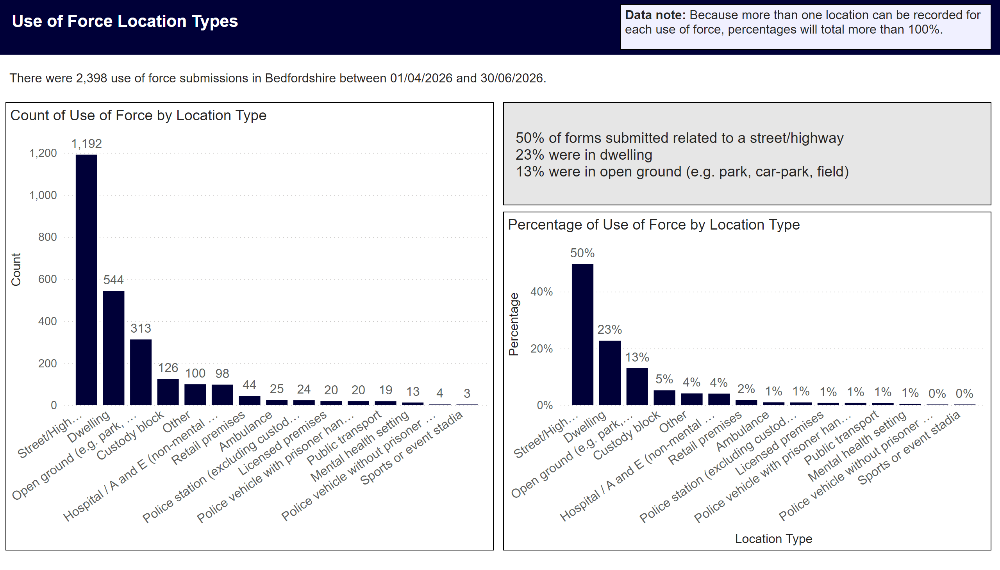 Use of Force Location Types
Data note: Because more than one location can be recorded for
each use of force, percentages will total more than 100%.
There were 2,398 use of force submissions in Bedfordshire between 01/04/2026 and 30/06/2026.
Count of Use of Force by Location Type
Count
1,200
1,000
800
600
400
200
0
1,192
544
313
126
100
98
44
25
24
20
20
19
13
4
3
Street/High...
Dwelling
Open ground (e.g. park, ...
Custody block
Other
Hospital / A and E (non-mental ...
Retail premises
Ambulance
Police station (excluding custod...
Licensed premises
Police vehicle with prisoner han...
Public transport
Mental health setting
Police vehicle without prisoner ...
Sports or event stadia
50% of forms submitted related to a street/highway
23% were in dwelling
13% were in open ground (e.g. park, car-park, field)
Percentage of Use of Force by Location Type
Percentage
40%
20%
0%
50%
23%
13%
5%
4%
4%
2%
1%
1%
1%
1%
1%
1%
0%
0%
Street/High...
Dwelling
Open ground (e.g. park,...
Custody block
Other
Hospital / A and E (non-mental ...
Retail premises
Ambulance
Police station (excluding custod...
Licensed premises
Police vehicle with prisoner han...
Public transport
Mental health setting
Police vehicle without prisoner ...
Sports or event stadia
Location Type